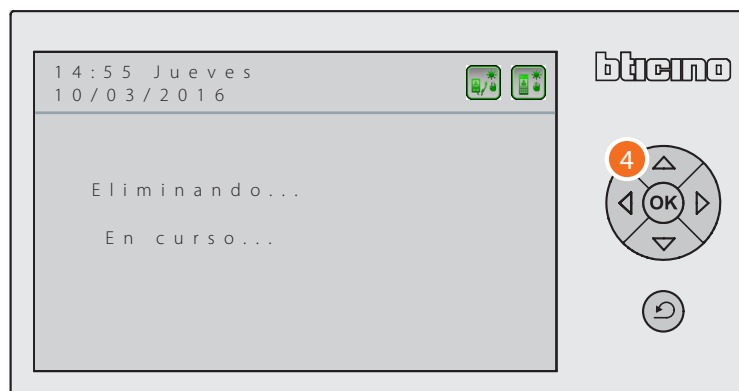 14:55 Jueves
10/03/2016
bticino
Eliminando...
En curso...
4
OK